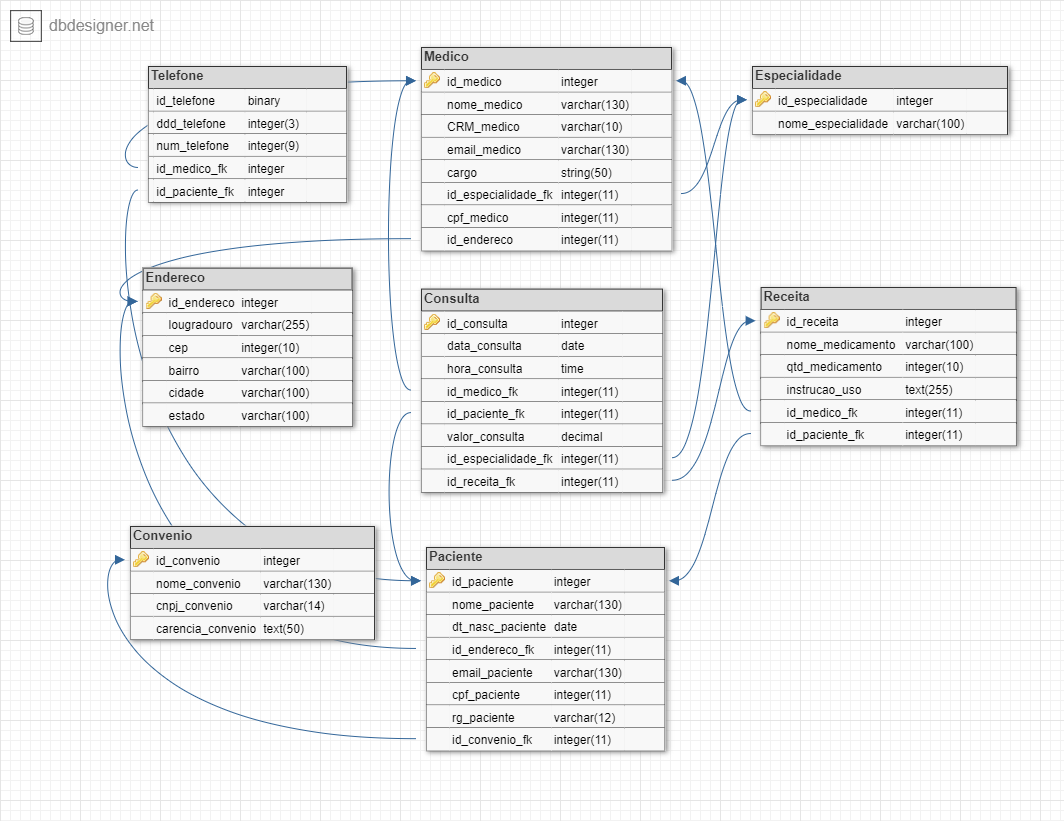 dbdesigner.net
Telefone
id_telefone binary
ddd_telefone integer(3)
num_telefone integer(9)
id_medico_fk integer
id_paciente_fk integer
Medico
id_medico integer
nome_medico varchar(130)
CRM_medico varchar(10)
email_medico varchar(130)
cargo string(50)
id_especialidade_fk integer(11)
cpf_medico integer(11)
id_endereco integer(11)
Especialidade
id_especialidade integer
nome_especialidade varchar(100)
Endereco
id_endereco integer
lougradouro varchar(255)
cep integer(10)
bairro varchar(100)
cidade varchar(100)
estado varchar(100)
Consulta
id_consulta integer
data_consulta date
hora_consulta time
id_medico_fk integer(11)
id_paciente_fk integer(11)
valor_consulta decimal
id_especialidade_fk integer(11)
id_receita_fk integer(11)
Receita
id_receita integer
nome_medicamento varchar(100)
qtd_medicamento integer(10)
instrucao_uso text(255)
id_medico_fk integer(11)
id_paciente_fk integer(11)
Convenio
id_convenio integer
nome_convenio varchar(130)
cnpj_convenio varchar(14)
carencia_convenio text(50)
Paciente
id_paciente integer
nome_paciente varchar(130)
dt_nasc_paciente date
id_endereco_fk integer(11)
email_paciente varchar(130)
cpf_paciente integer(11)
rg_paciente varchar(12)
id_convenio_fk integer(11)